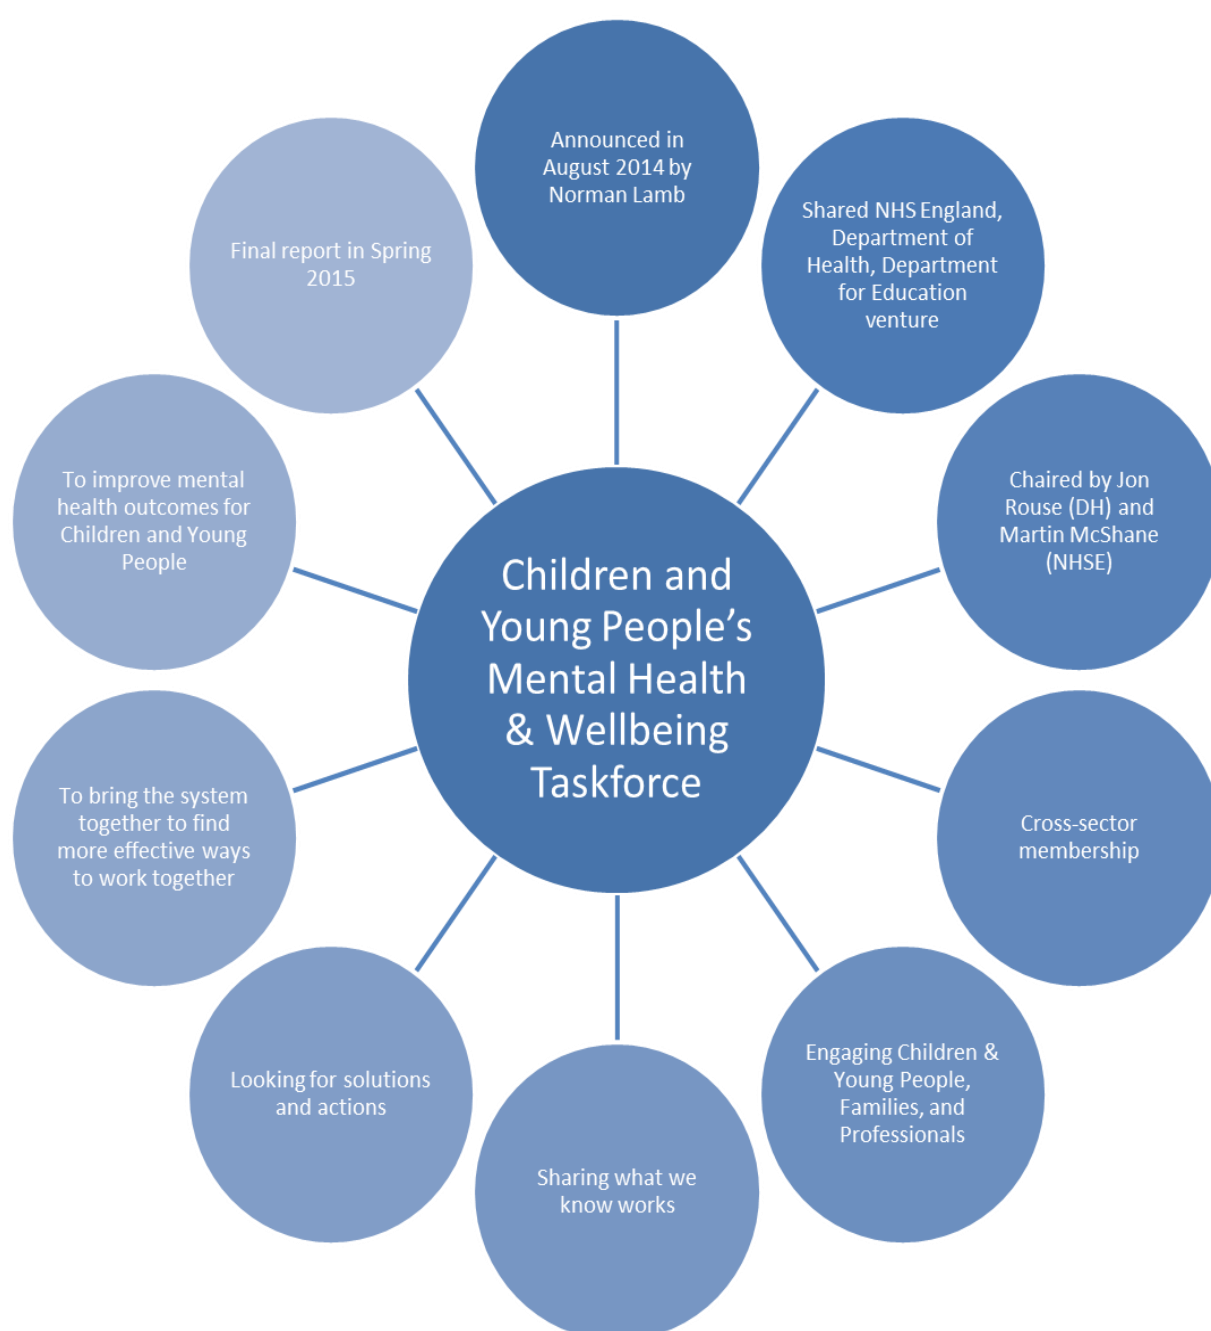 Announced in
August 2014 by
Norman Lamb
Shared NHS England,
Department of
Health, Department
for Education
venture
Chaired by Jon
Rouse (DH) and
Martin McShane
(NHSE)
Cross-sector
membership
Engaging Children &
Young People,
Families, and
Professionals
Sharing what we
know works
Looking for solutions
and actions
To bring the system
together to find
more effective ways
to work together
To improve mental
health outcomes for
Children and Young
People
Final report in Spring
2015
Children and
Young People’s
Mental Health
& Wellbeing
Taskforce